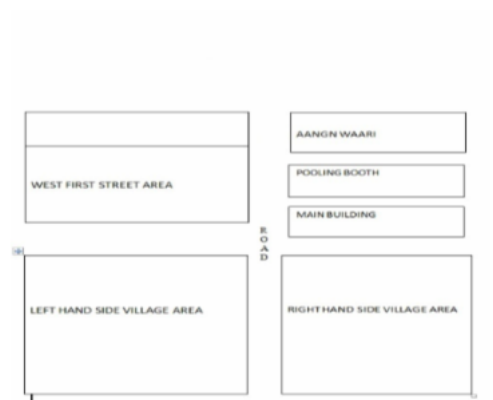 AANGN WAARI
WEST FIRST STREET AREA
POOLING BOOTH
MAIN BUILDING
ROAD
LEFT HAND SIDE VILLAGE AREA
RIGHT HAND SIDE VILLAGE AREA